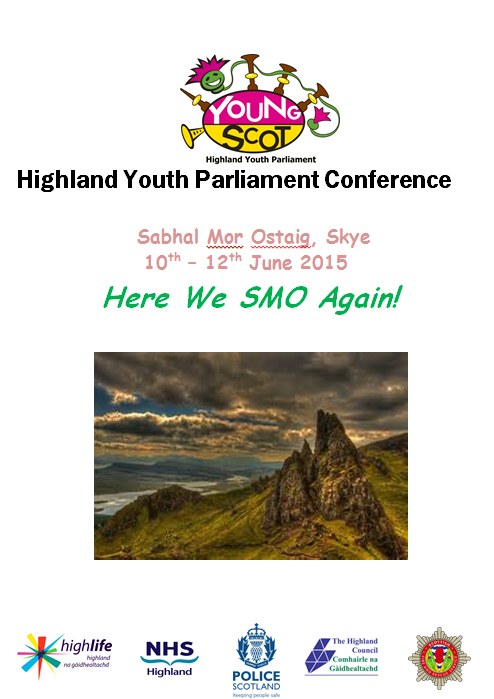 YOUNG
SCOT
Highland Youth Parliament
Highland Youth Parliament Conference
Sabhal Mor Ostaig, Skye
10th – 12th June 2015
Here We SMO Again!
highlife
highland
na gàidhealtachd
NHS
Highland
POLICE
SCOTLAND
Keeping people safe
The Highland
Council
Comhairle na
Gàidhealtachd